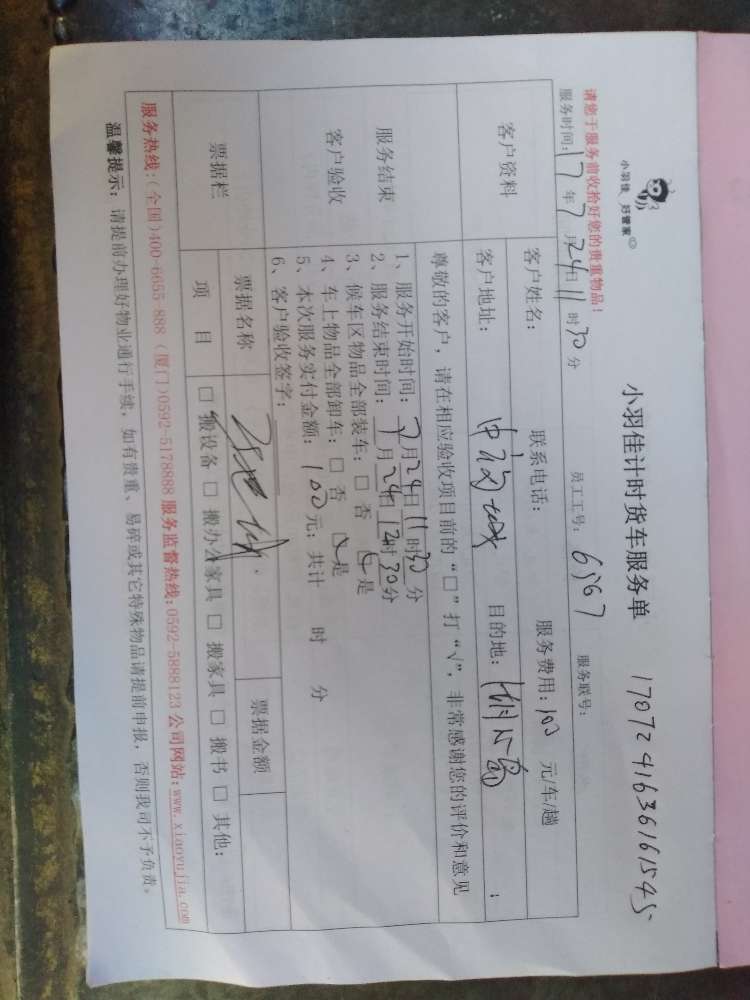 小羽佳 好管家
小羽佳计时货车服务单
1707241636161545
请您于服务前收拾好您的贵重物品！
服务时间：17年7月24日11时30分 员工工号：6567 服务联号：
客户资料
客户姓名： 联系电话： 服务费用：100元/车/趟
客户地址： 目的地：
服务结束
客户验收
尊敬的客户，请在相应验收项目前的“□”打“√”，非常感谢您的评价和意见
1、服务开始时间：7月24日11时30分
2、服务结束时间：7月24日12时30分
3、候车区物品全部装车：□ 否 ☑ 是
4、车上物品全部卸车：□ 否 ☑ 是
5、本次服务实付金额：100元；共计 时 分
6、客户验收签字：
票据栏
票据名称 票据金额
项 目 □ 搬设备 □ 搬办公家具 □ 搬家具 □ 搬书 □ 其他：
服务热线：（全国)400-6655-888（厦门)0592-5178888 服务监督热线:0592-5888123 公司网站:www.xiaoyujia.com
温馨提示：请提前办理好物业通行手续，如有贵重、易碎或其它特殊物品请提前申报，否则我司不予负责。